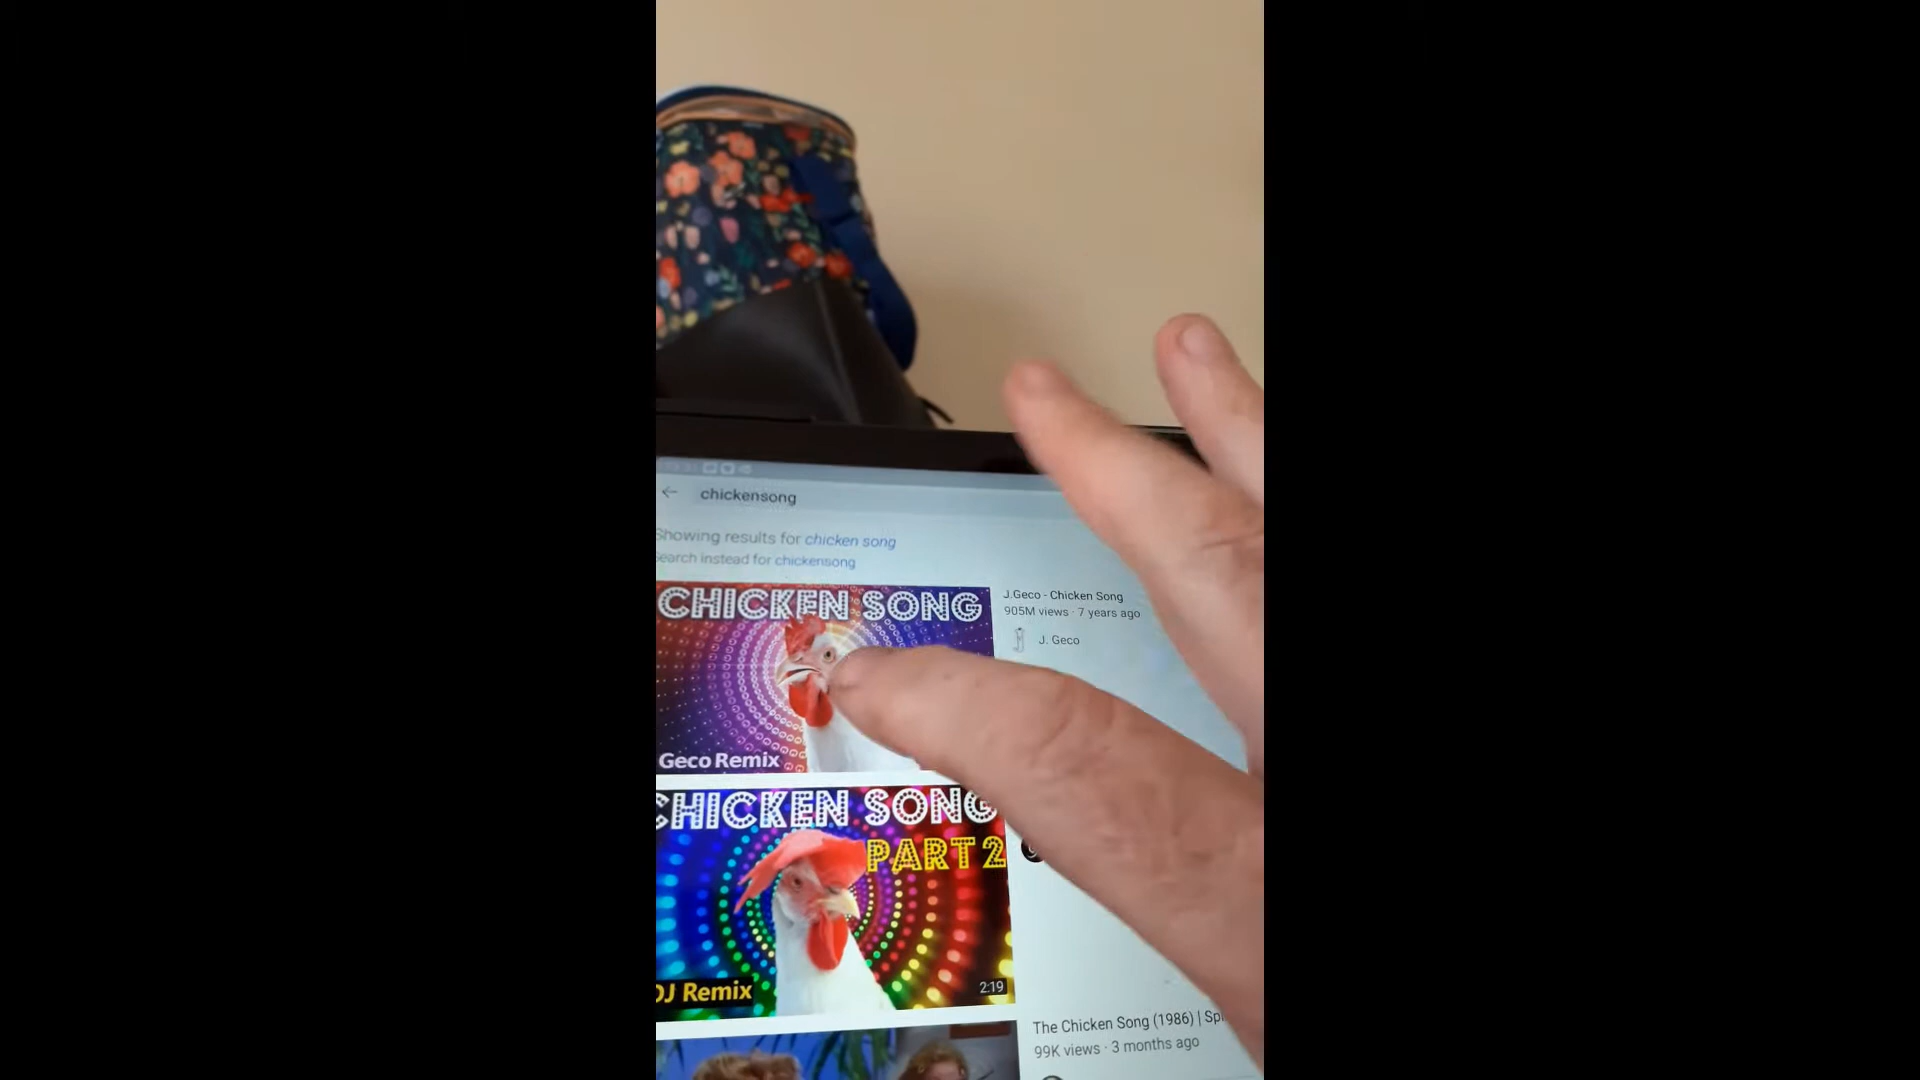 chickensong
Showing results for chicken song
Search instead for chickensong
CHICKEN SONG
Geco Remix
J.Geco - Chicken Song
905M views · 7 years ago
J. Geco
CHICKEN SONG
PART 2
DJ Remix
2:19
The Chicken Song (1986) |
99K views · 3 months ago